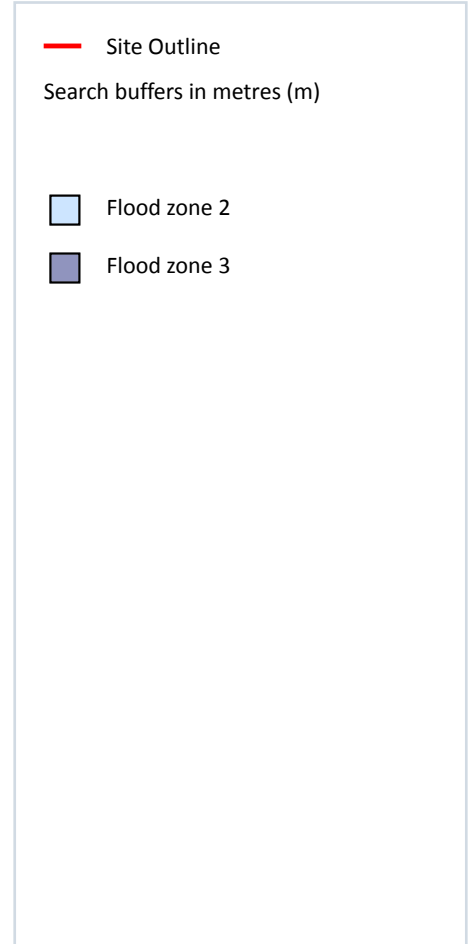 Site Outline
Search buffers in metres (m)
Flood zone 2
Flood zone 3